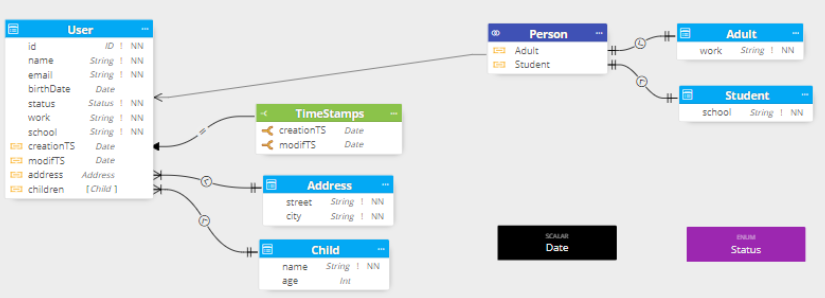 User ...
id ID ! NN
name String ! NN
email String ! NN
birthDate Date
status Status ! NN
work String ! NN
school String ! NN
creationTS Date
modifTS Date
address Address
children [Child]
TimeStamps ...
creationTS Date
modifTS Date
Address ...
street String ! NN
city String ! NN
Child ...
name String ! NN
age Int
Person ...
Adult
Student
Adult ...
work String ! NN
Student ...
school String ! NN
SCALAR
Date
ENUM
Status